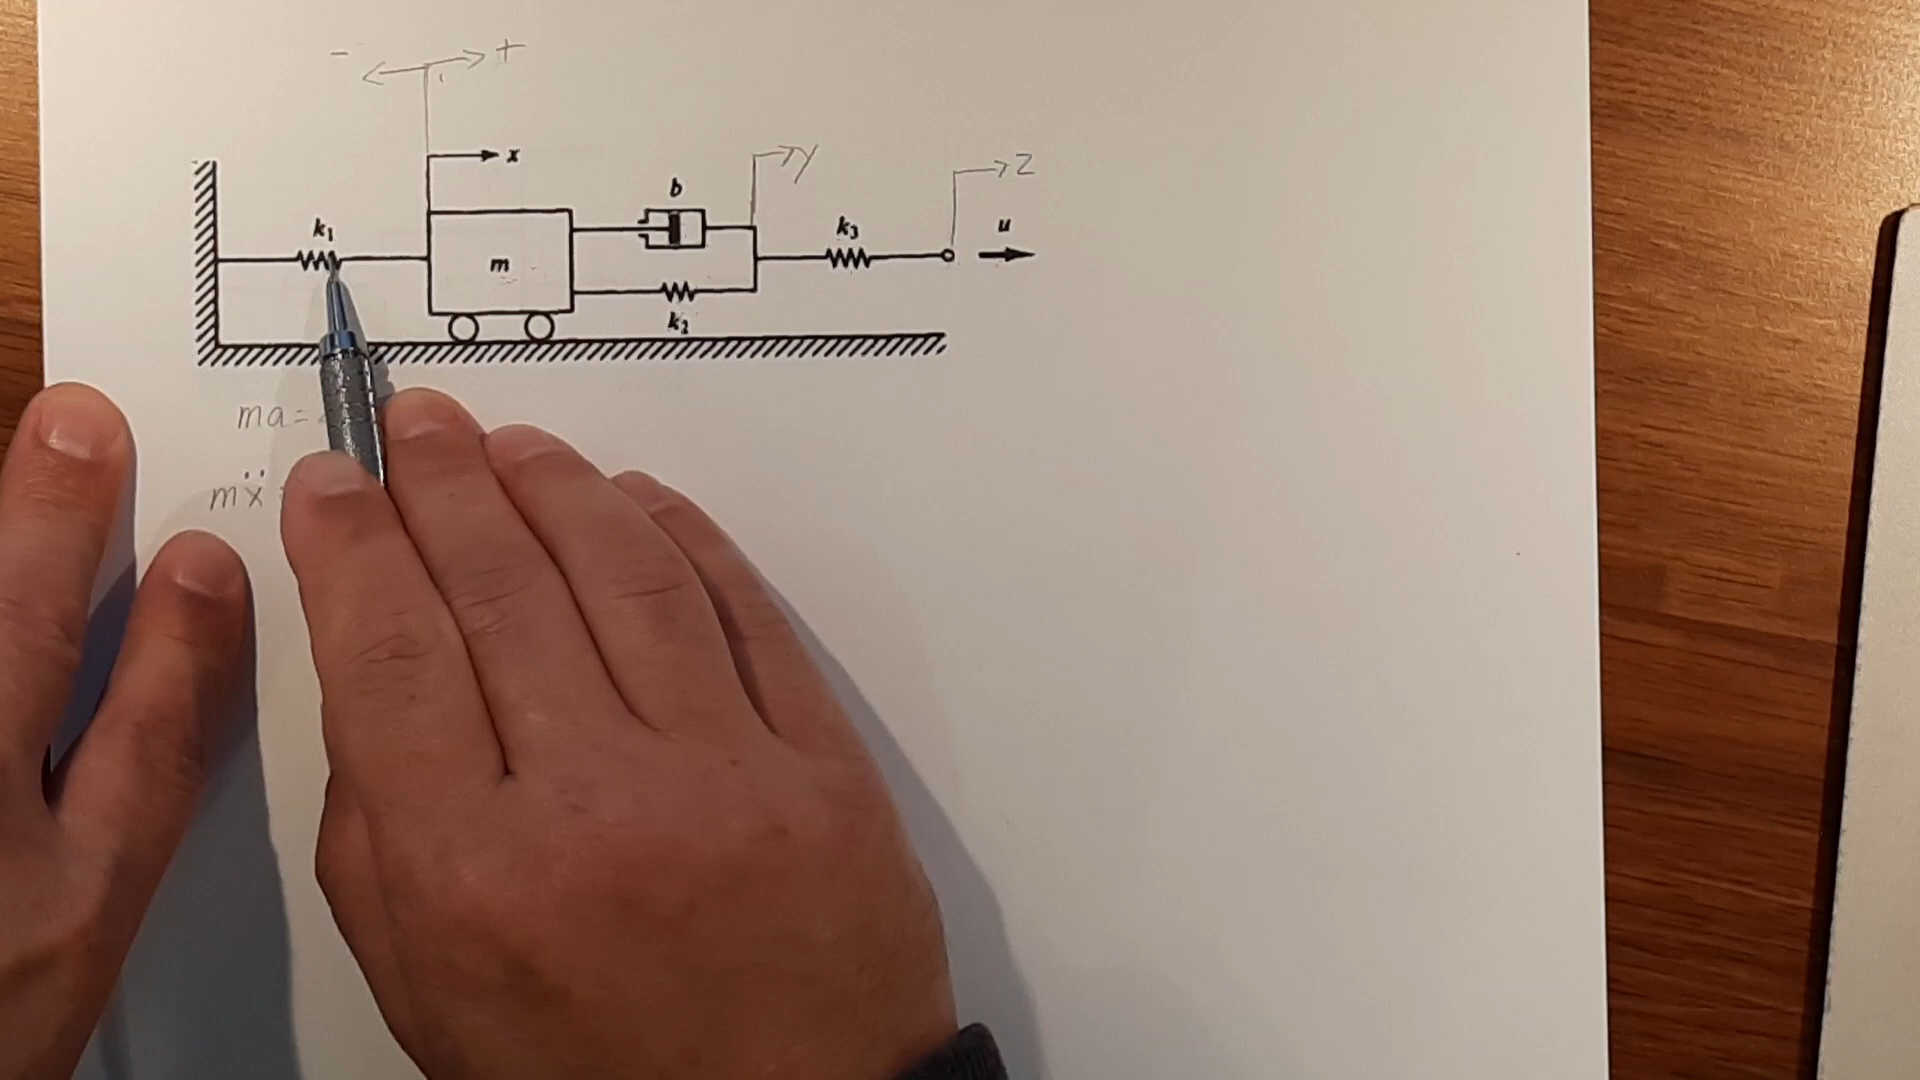 - +
x
y
z
b
k₁
k₃
u
m
k₂
ma=
mẍ